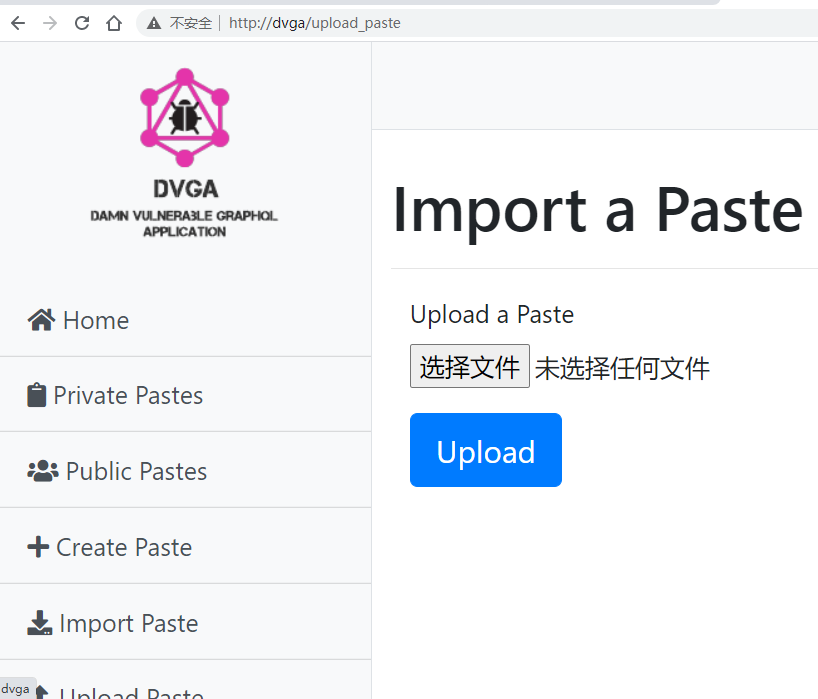 不安全 http://dvga/upload_paste
DVGA
DAMN VULNERABLE GRAPHQL
APPLICATION
Home
Private Pastes
Public Pastes
Create Paste
Import Paste
Upload Paste
dvga
Import a Paste
Upload a Paste
选择文件 未选择任何文件
Upload